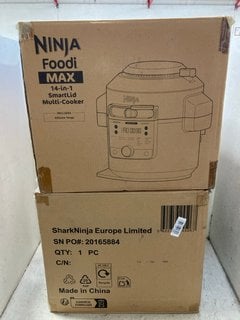 NINJA
Foodi
MAX
14-in-1
SmartLid
Multi-Cooker
NINJA
SharkNinja Europe Limited
SN PO#: 20165884
QTY: 1 PC
C/N:
Made in China